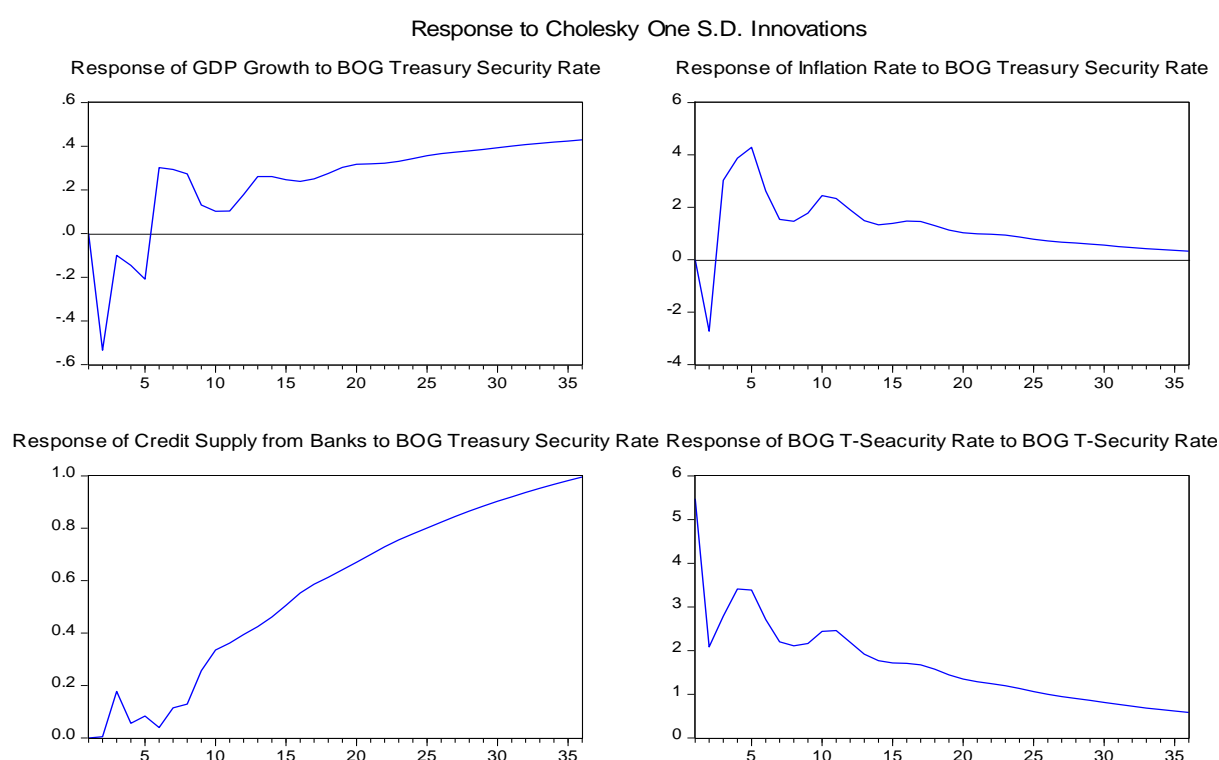 Response to Cholesky One S.D. Innovations
Response of GDP Growth to BOG Treasury Security Rate
.6
.4
.2
.0
-.2
-.4
-.6
5 10 15 20 25 30 35
Response of Inflation Rate to BOG Treasury Security Rate
6
4
2
0
-2
-4
5 10 15 20 25 30 35
Response of Credit Supply from Banks to BOG Treasury Security Rate
1.0
0.8
0.6
0.4
0.2
0.0
5 10 15 20 25 30 35
Response of BOG T-Seacurity Rate to BOG T-Security Rate
6
5
4
3
2
1
0
5 10 15 20 25 30 35